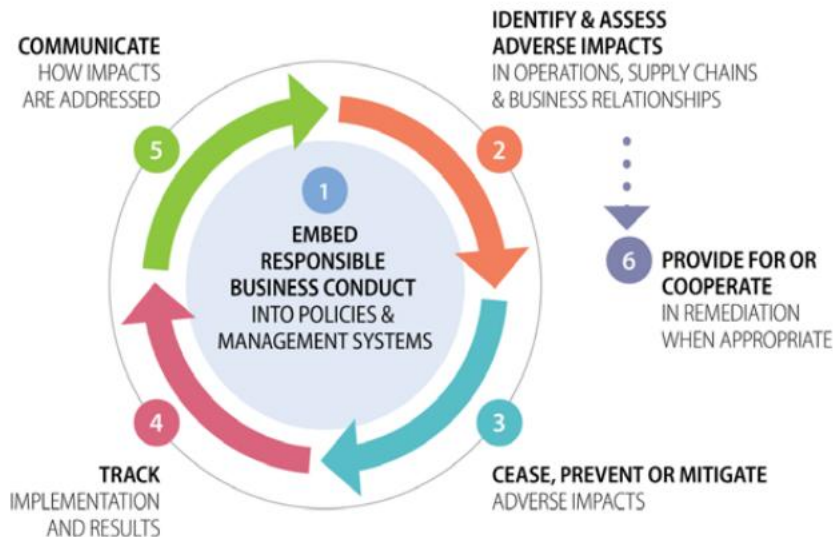 1
EMBED
RESPONSIBLE
BUSINESS CONDUCT
INTO POLICIES &
MANAGEMENT SYSTEMS
2
IDENTIFY & ASSESS
ADVERSE IMPACTS
IN OPERATIONS, SUPPLY CHAINS
& BUSINESS RELATIONSHIPS
3
CEASE, PREVENT OR MITIGATE
ADVERSE IMPACTS
4
TRACK
IMPLEMENTATION
AND RESULTS
5
COMMUNICATE
HOW IMPACTS
ARE ADDRESSED
6
PROVIDE FOR OR
COOPERATE
IN REMEDIATION
WHEN APPROPRIATE